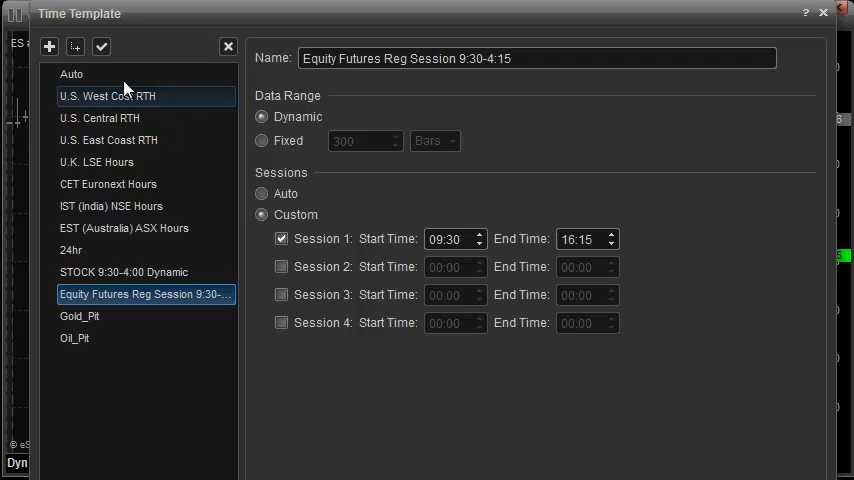 Time Template
?
ES
Name: Equity Futures Reg Session 9:30-4:15
Auto
U.S. West Cost RTH
U.S. Central RTH
U.S. East Coast RTH
U.K. LSE Hours
CET Euronext Hours
IST (India) NSE Hours
EST (Australia) ASX Hours
24hr
STOCK 9:30-4:00 Dynamic
Equity Futures Reg Session 9:30-...
Gold_Pit
Oil_Pit
Data Range
Dynamic
Fixed 300 Bars
Sessions
Auto
Custom
Session 1: Start Time: 09:30 End Time: 16:15
Session 2: Start Time: 00:00 End Time: 00:00
Session 3: Start Time: 00:00 End Time: 00:00
Session 4: Start Time: 00:00 End Time: 00:00
© eS
Dyn